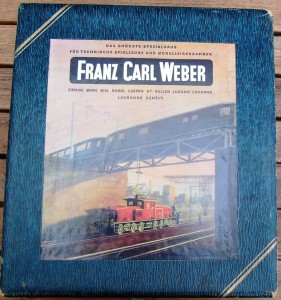 DAS GRÖSSTE SPEZIALHAUS
FÜR TECHNISCHE SPIELZEUGE UND MODELLEISENBAHNEN
FRANZ CARL WEBER
ZÜRICH BERN BIEL BASEL LUZERN ST. GALLEN LUGANO LOCARNO
LAUSANNE GENÈVE